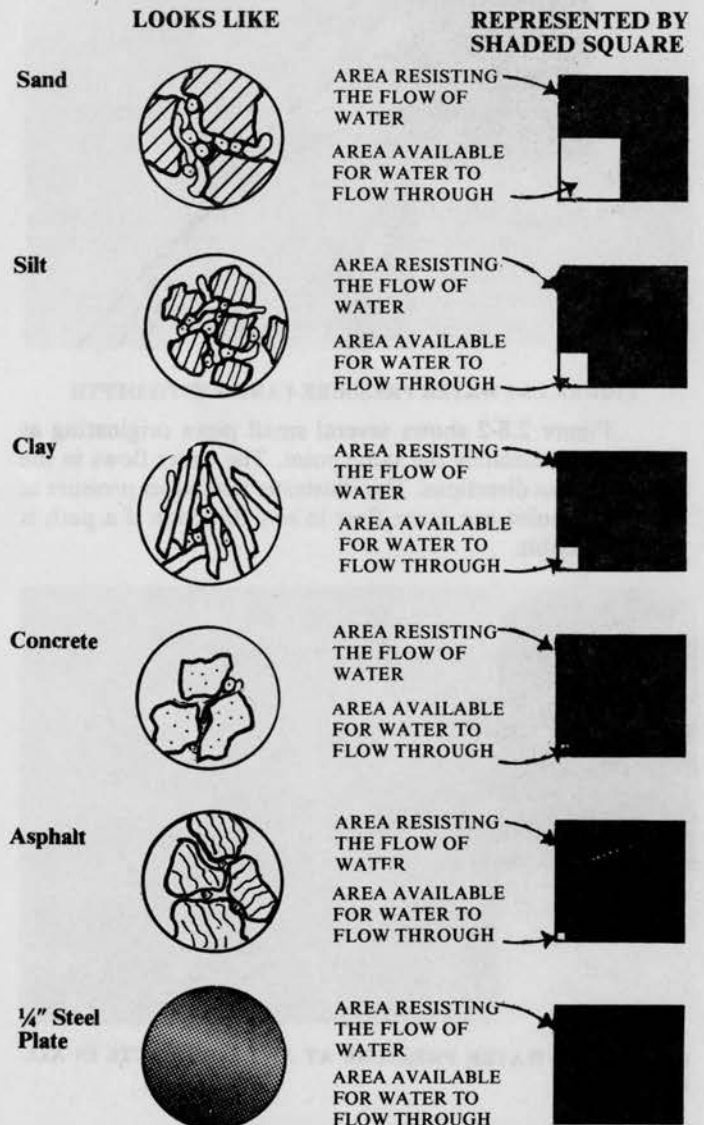 LOOKS LIKE
REPRESENTED BY
SHADED SQUARE
Sand
AREA RESISTING
THE FLOW OF
WATER
AREA AVAILABLE
FOR WATER TO
FLOW THROUGH
Silt
AREA RESISTING
THE FLOW OF
WATER
AREA AVAILABLE
FOR WATER TO
FLOW THROUGH
Clay
AREA RESISTING
THE FLOW OF
WATER
AREA AVAILABLE
FOR WATER TO
FLOW THROUGH
Concrete
AREA RESISTING
THE FLOW OF
WATER
AREA AVAILABLE
FOR WATER TO
FLOW THROUGH
Asphalt
AREA RESISTING
THE FLOW OF
WATER
AREA AVAILABLE
FOR WATER TO
FLOW THROUGH
¼" Steel
Plate
AREA RESISTING
THE FLOW OF
WATER
AREA AVAILABLE
FOR WATER TO
FLOW THROUGH